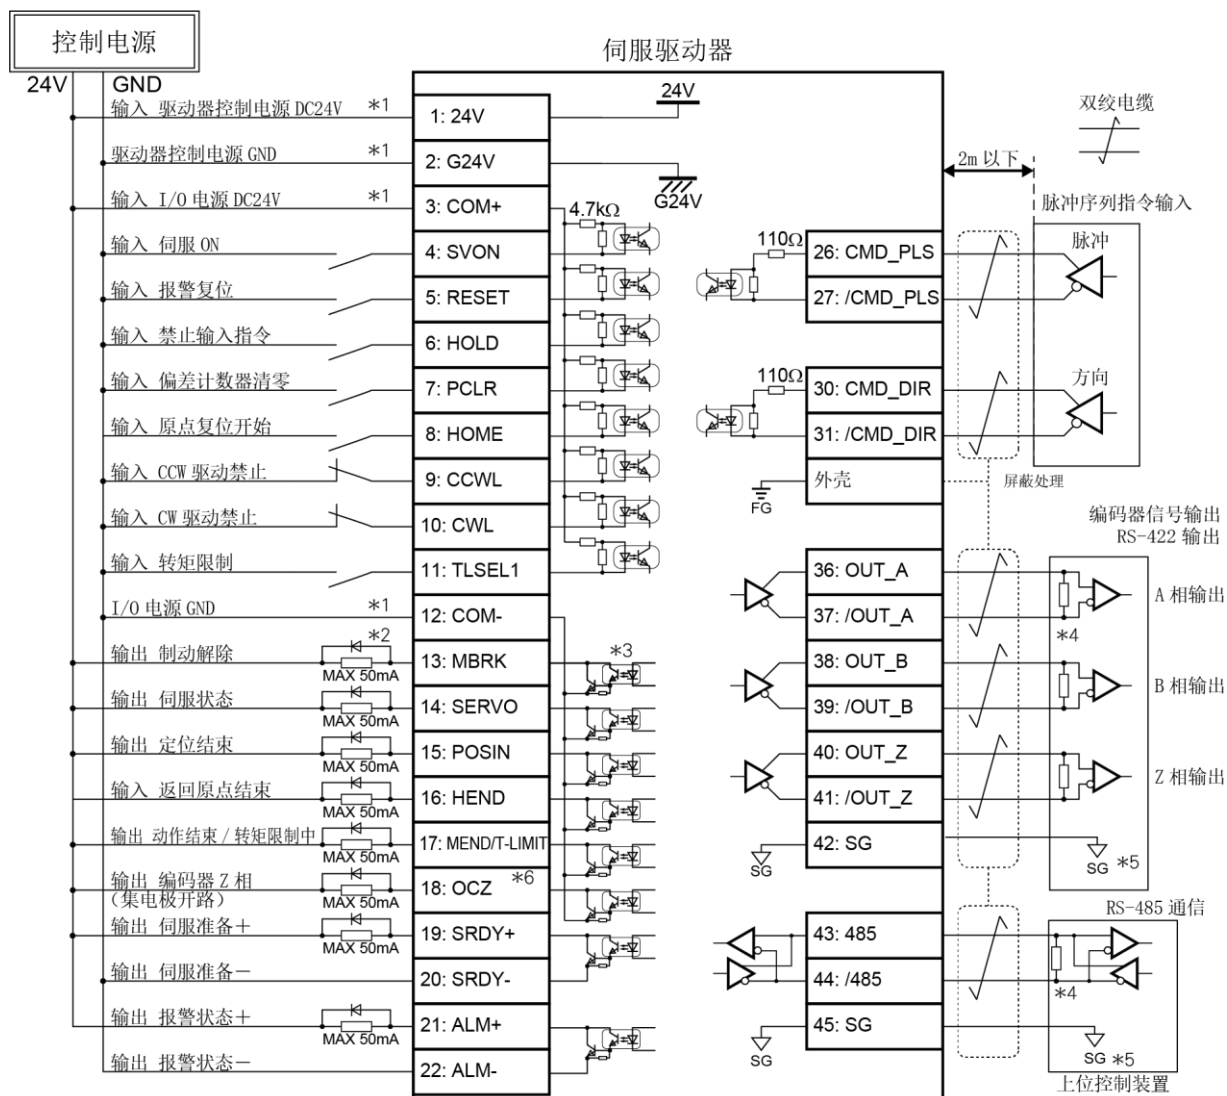 控制电源
24V
GND
伺服驱动器
输入 驱动器控制电源 DC24V *1
1: 24V
24V
驱动器控制电源 GND *1
2: G24V
G24V
输入 I/O 电源 DC24V *1
3: COM+
4.7kΩ
输入 伺服 ON
4: SVON
输入 报警复位
5: RESET
输入 禁止输入指令
6: HOLD
输入 偏差计数器清零
7: PCLR
输入 原点复位开始
8: HOME
输入 CCW 驱动禁止
9: CCWL
输入 CW 驱动禁止
10: CWL
输入 转矩限制
11: TLSEL1
I/O 电源 GND *1
12: COM-
输出 制动解除
*2
MAX 50mA
13: MBRK
*3
输出 伺服状态
MAX 50mA
14: SERVO
输出 定位结束
MAX 50mA
15: POSIN
输入 返回原点结束
MAX 50mA
16: HEND
输出 动作结束 / 转矩限制中
MAX 50mA
17: MEND/T-LIMIT
输出 编码器 Z 相
（集电极开路）
MAX 50mA
18: OCZ
*6
输出 伺服准备＋
MAX 50mA
19: SRDY+
输出 伺服准备－
20: SRDY-
输出 报警状态＋
MAX 50mA
21: ALM+
输出 报警状态－
22: ALM-
双绞电缆
2m 以下
脉冲序列指令输入
110Ω
26: CMD_PLS
脉冲
27: /CMD_PLS
110Ω
30: CMD_DIR
方向
31: /CMD_DIR
外壳
FG
屏蔽处理
编码器信号输出
RS-422 输出
36: OUT_A
37: /OUT_A
*4
A 相输出
38: OUT_B
39: /OUT_B
B 相输出
40: OUT_Z
41: /OUT_Z
Z 相输出
42: SG
SG
SG *5
RS-485 通信
43: 485
44: /485
*4
45: SG
SG
SG *5
上位控制装置